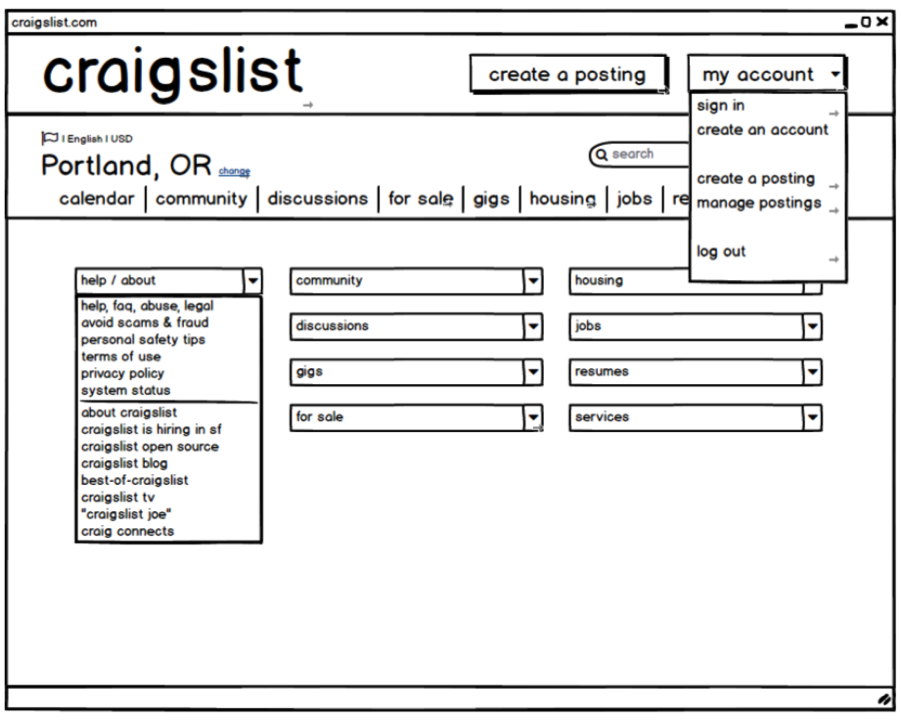 craigslist.com
craigslist
create a posting
my account
sign in
create an account
create a posting
manage postings
log out
| English | USD
Portland, OR change
search
calendar | community | discussions | for sale | gigs | housing | jobs | re
help / about
help, faq, abuse, legal
avoid scams & fraud
personal safety tips
terms of use
privacy policy
system status
about craigslist
craigslist is hiring in sf
craigslist open source
craigslist blog
best-of-craigslist
craigslist tv
"craigslist joe"
craig connects
community
discussions
gigs
for sale
housing
jobs
resumes
services